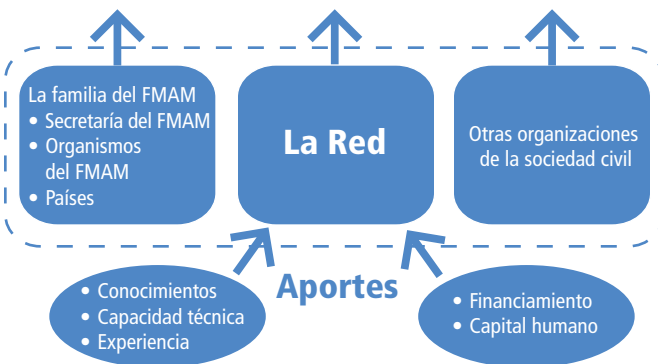 La familia del FMAM
• Secretaría del FMAM
• Organismos
del FMAM
• Países
La Red
Otras organizaciones
de la sociedad civil
Aportes
• Conocimientos
• Capacidad técnica
• Experiencia
• Financiamiento
• Capital humano